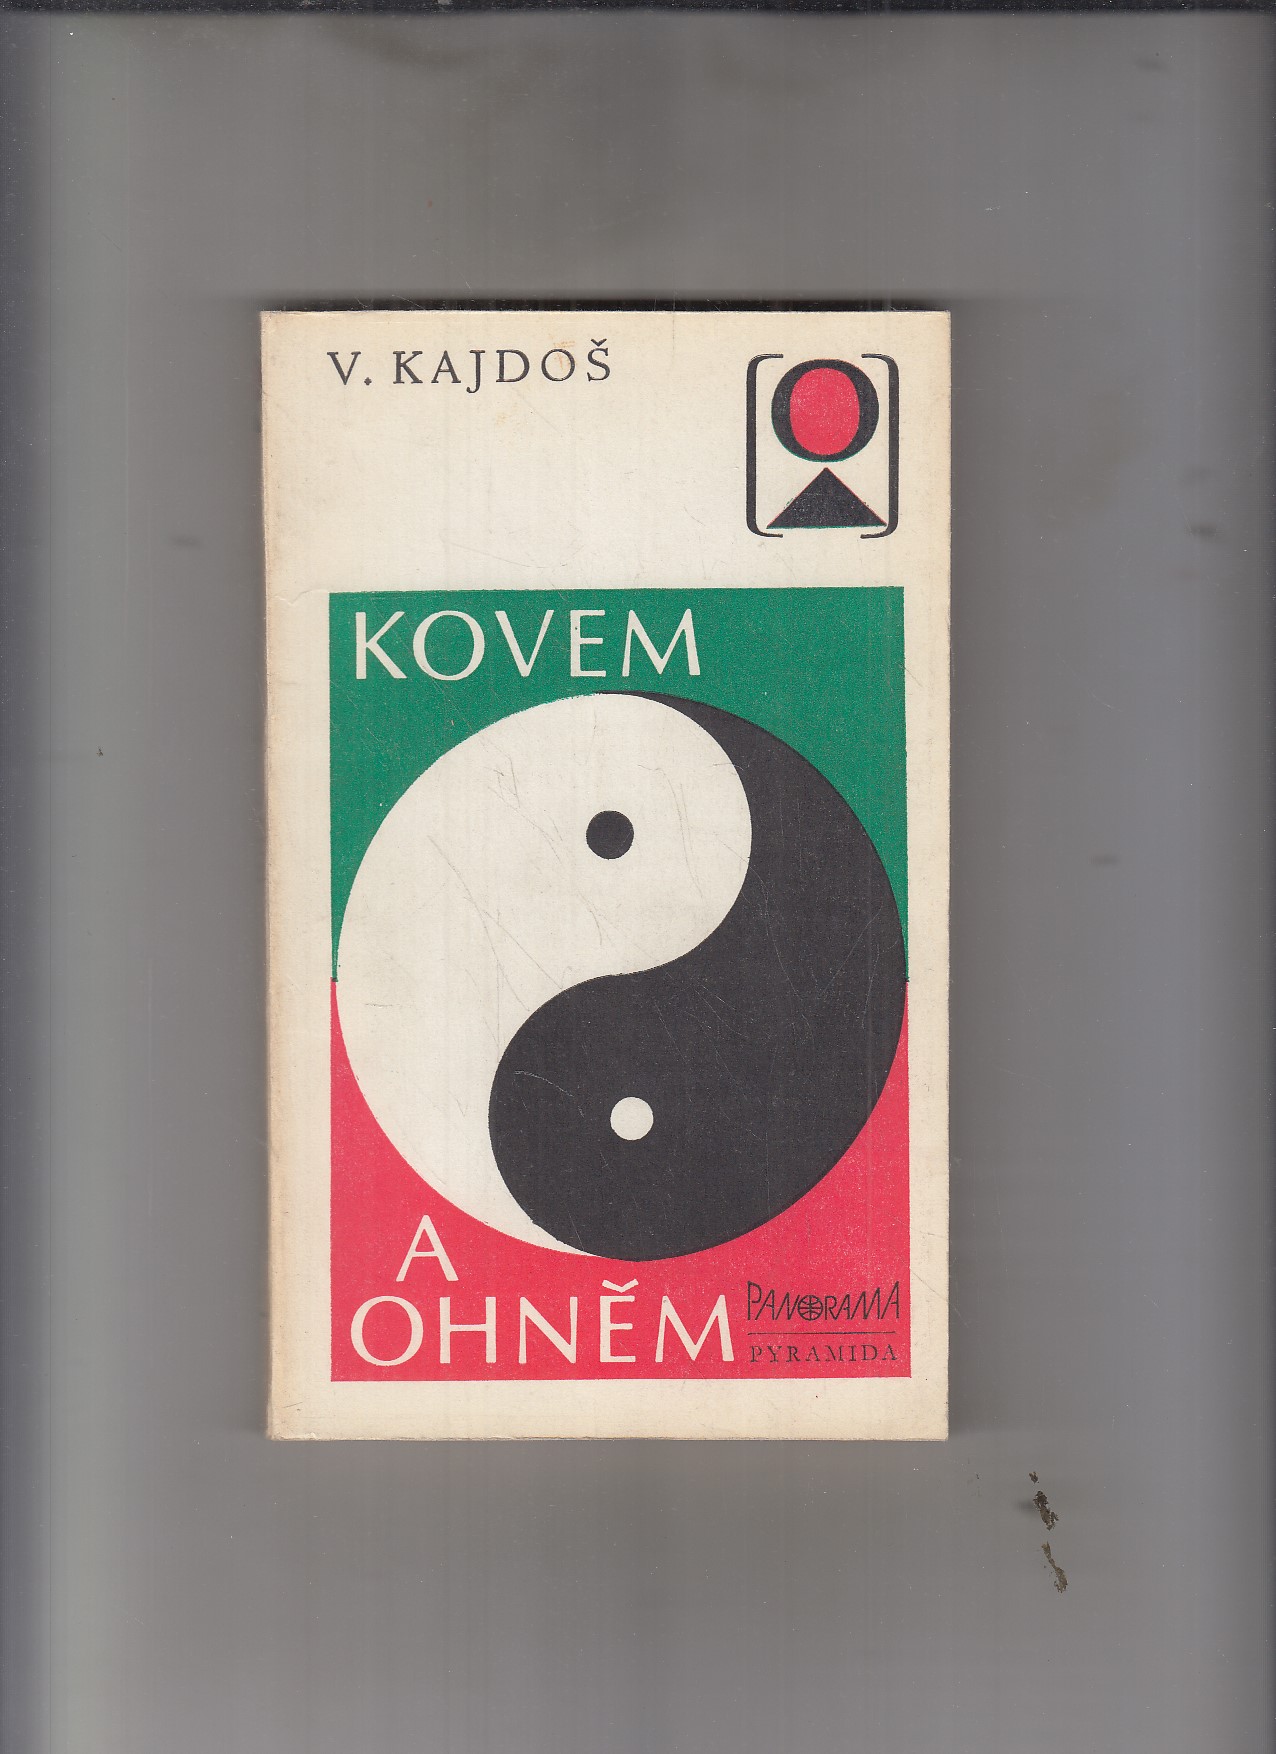 V. KAJDOŠ
KOVEM
A
OHNĚM
PANORAMA
PYRAMIDA